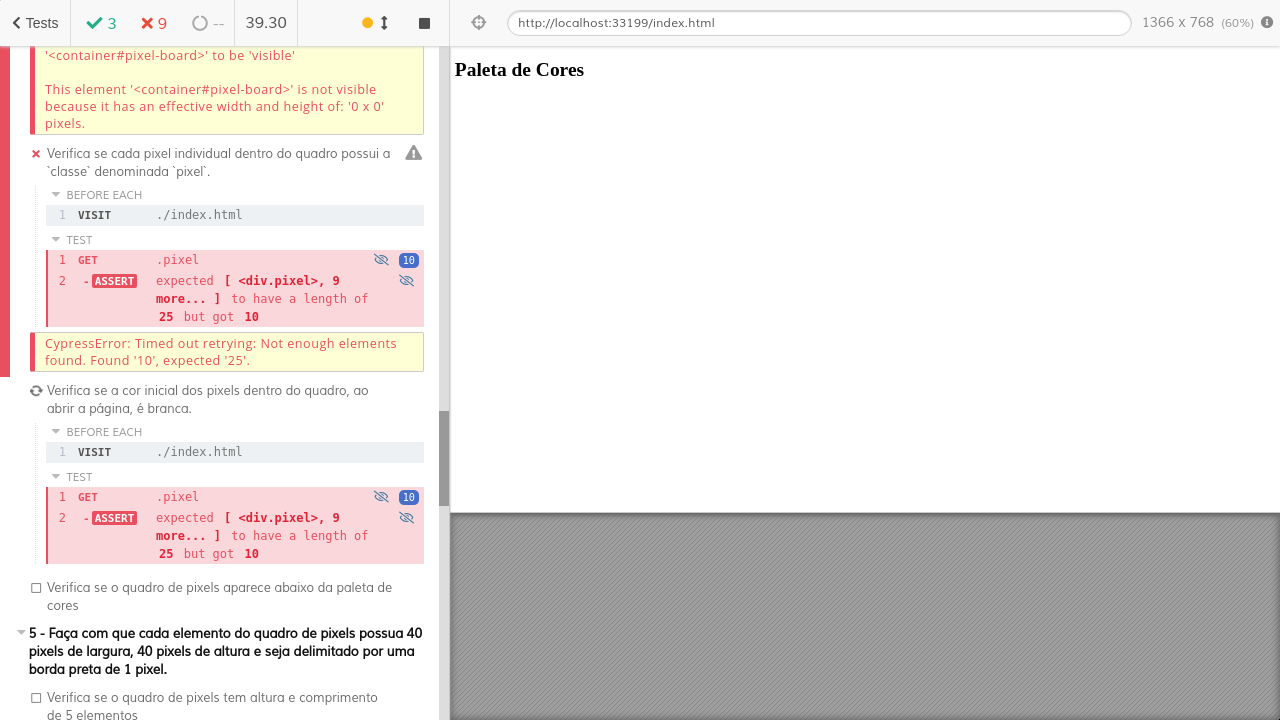 Tests
3
9
--
39.30
http://localhost:33199/index.html
1366 x 768 (60%)
'<container#pixel-board>' to be 'visible'
This element '<container#pixel-board>' is not visible
because it has an effective width and height of: '0 x 0'
pixels.
Verifica se cada pixel individual dentro do quadro possui a
`classe` denominada `pixel`.
BEFORE EACH
1 VISIT ./index.html
TEST
1 GET .pixel 10
2 - ASSERT expected [ <div.pixel>, 9
more... ] to have a length of
25 but got 10
CypressError: Timed out retrying: Not enough elements
found. Found '10', expected '25'.
Verifica se a cor inicial dos pixels dentro do quadro, ao
abrir a página, é branca.
BEFORE EACH
1 VISIT ./index.html
TEST
1 GET .pixel 10
2 - ASSERT expected [ <div.pixel>, 9
more... ] to have a length of
25 but got 10
Verifica se o quadro de pixels aparece abaixo da paleta de
cores
5 - Faça com que cada elemento do quadro de pixels possua 40
pixels de largura, 40 pixels de altura e seja delimitado por uma
borda preta de 1 pixel.
Verifica se o quadro de pixels tem altura e comprimento
de 5 elementos
Paleta de Cores